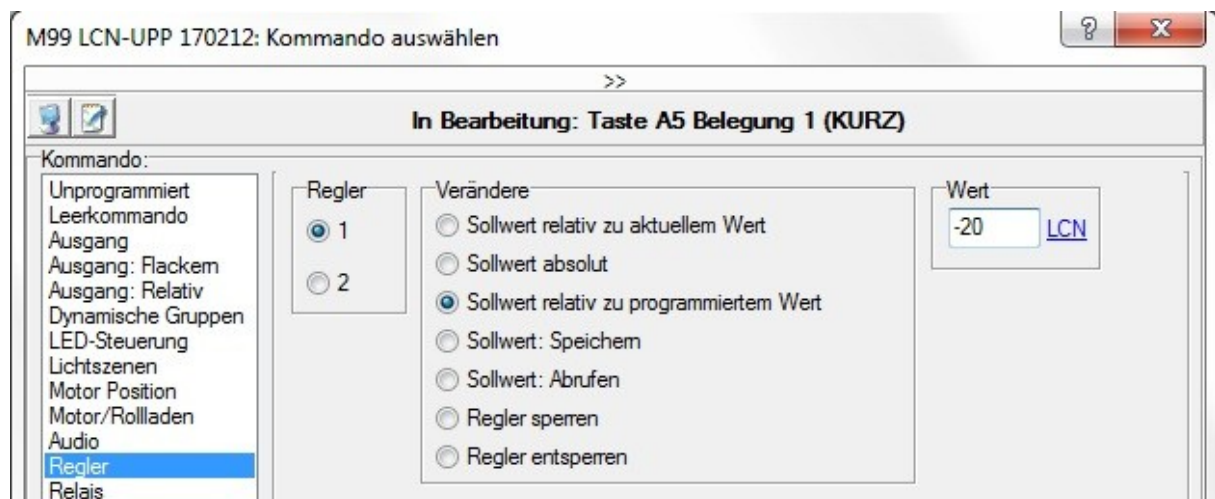 M99 LCN-UPP 170212: Kommando auswählen
?
X
>>
In Bearbeitung: Taste A5 Belegung 1 (KURZ)
Kommando:
Unprogrammiert
Leerkommando
Ausgang
Ausgang: Flackern
Ausgang: Relativ
Dynamische Gruppen
LED-Steuerung
Lichtszenen
Motor Position
Motor/Rollladen
Audio
Regler
Relais
Regler
1
2
Verändere
Sollwert relativ zu aktuellem Wert
Sollwert absolut
Sollwert relativ zu programmiertem Wert
Sollwert: Speichern
Sollwert: Abrufen
Regler sperren
Regler entsperren
Wert
-20 LCN